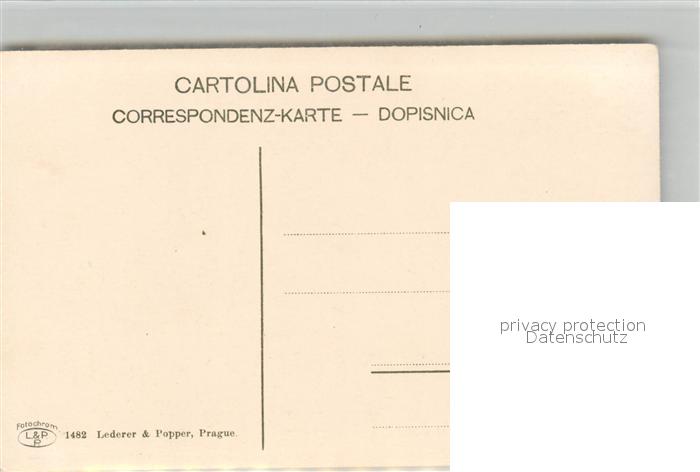 CARTOLINA POSTALE
CORRESPONDENZ-KARTE — DOPISNICA
privacy protection
Datenschutz
Fotochrom
L&P
P
1482 Lederer & Popper, Prague.